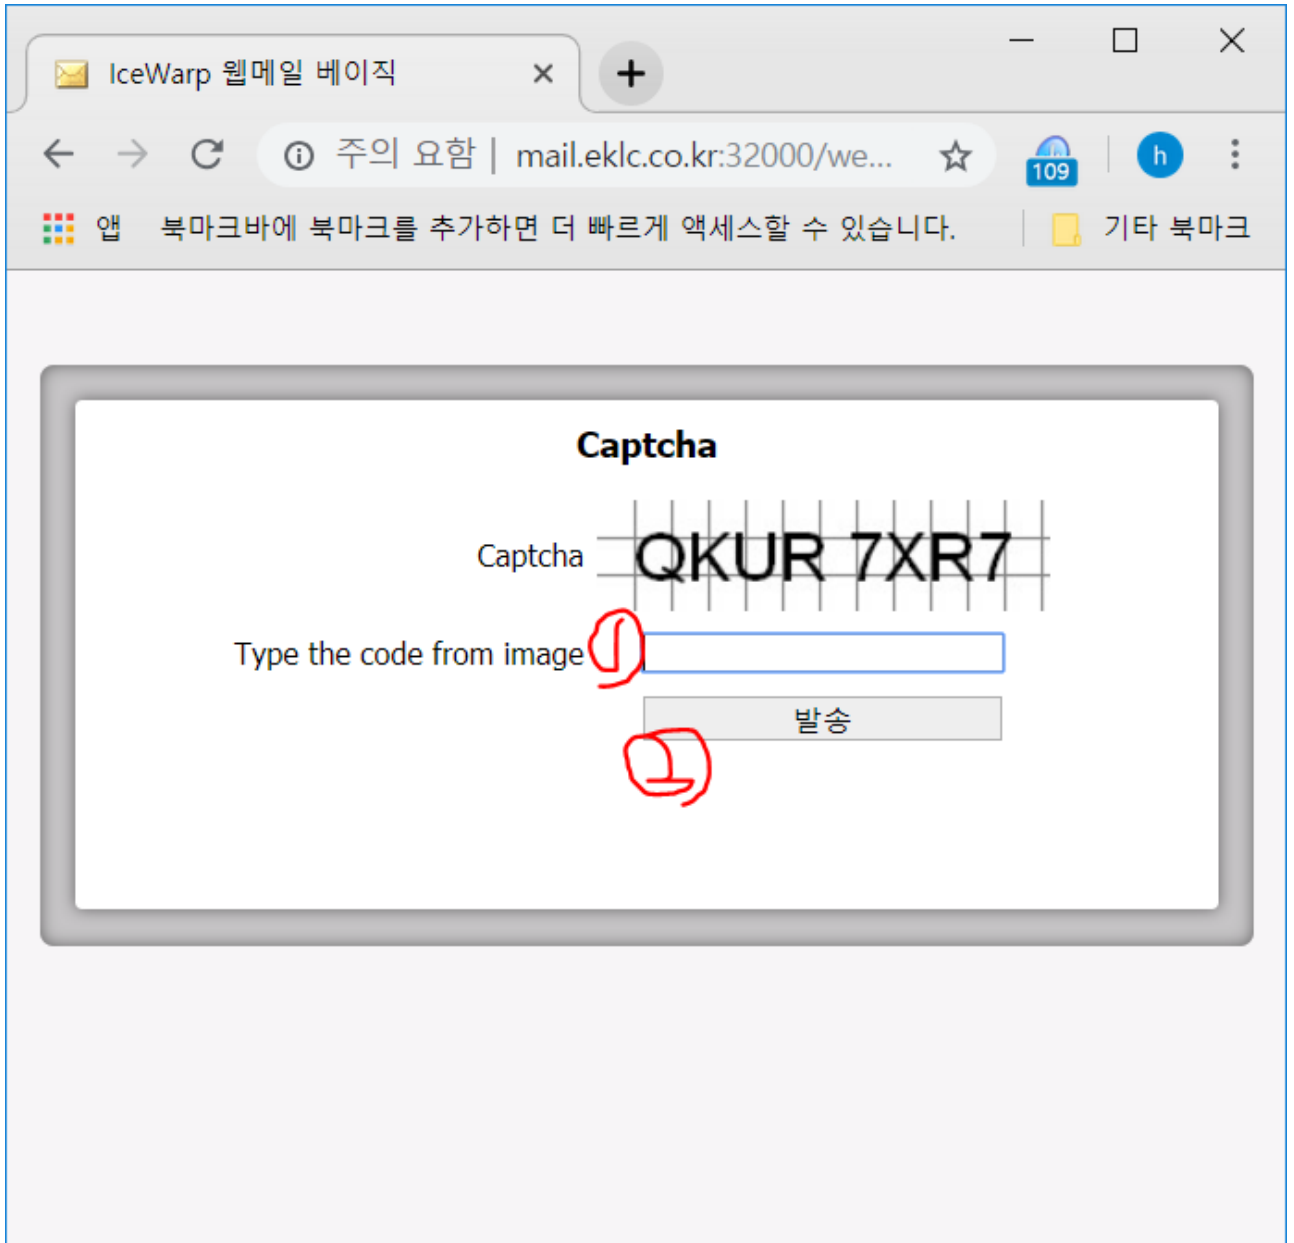 IceWarp 웹메일 베이직
주의 요함 | mail.eklc.co.kr:32000/we...
109
h
앱 북마크바에 북마크를 추가하면 더 빠르게 액세스할 수 있습니다. 기타 북마크
Captcha
Captcha QKUR 7XR7
Type the code from image 1
발송
2